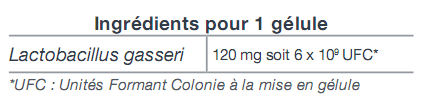 Ingrédients pour 1 gélule
Lactobacillus gasseri 120 mg soit 6 x 10⁹ UFC*
*UFC : Unités Formant Colonie à la mise en gélule